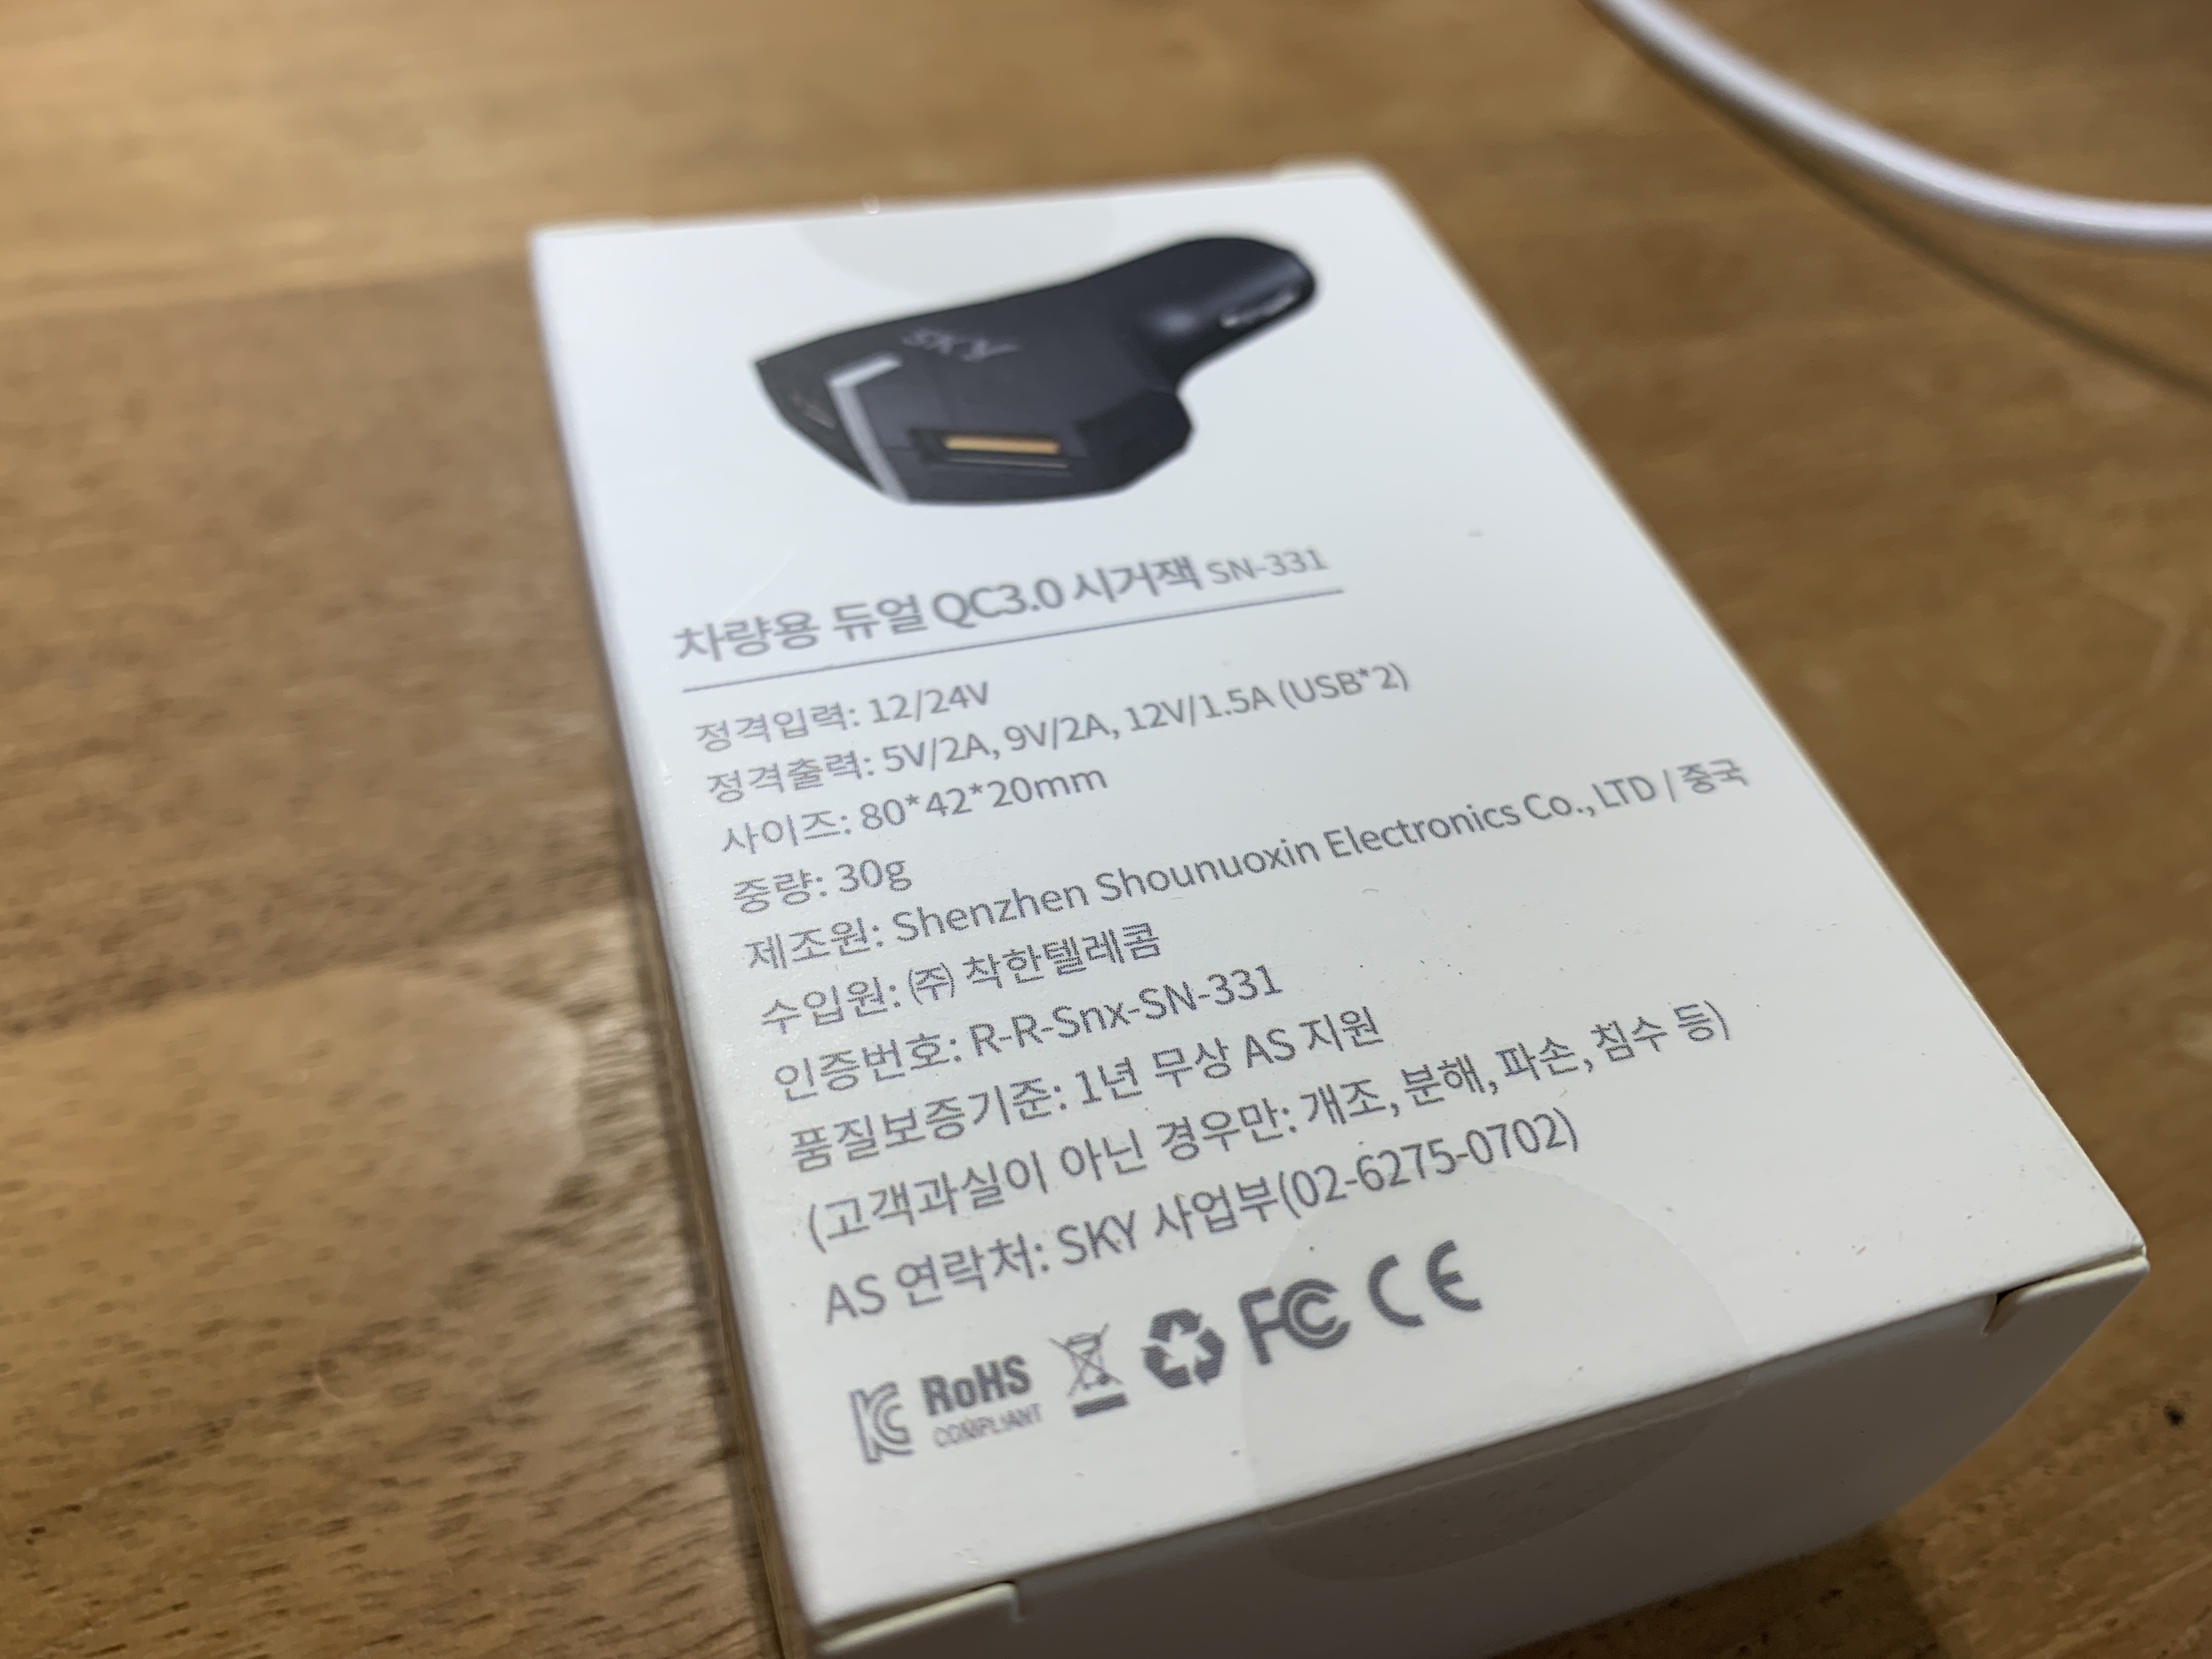 SKY
차량용 듀얼 QC3.0 시거잭 SN-331
정격입력: 12/24V
정격출력: 5V/2A, 9V/2A, 12V/1.5A (USB*2)
사이즈: 80*42*20mm
중량: 30g
제조원: Shenzhen Shounuoxin Electronics Co., LTD / 중국
수입원: ㈜ 착한텔레콤
인증번호: R-R-Snx-SN-331
품질보증기준: 1년 무상 AS 지원
(고객과실이 아닌 경우만: 개조, 분해, 파손, 침수 등)
AS 연락처: SKY 사업부(02-6275-0702)
KC RoHS FC CE
COMPLIANT